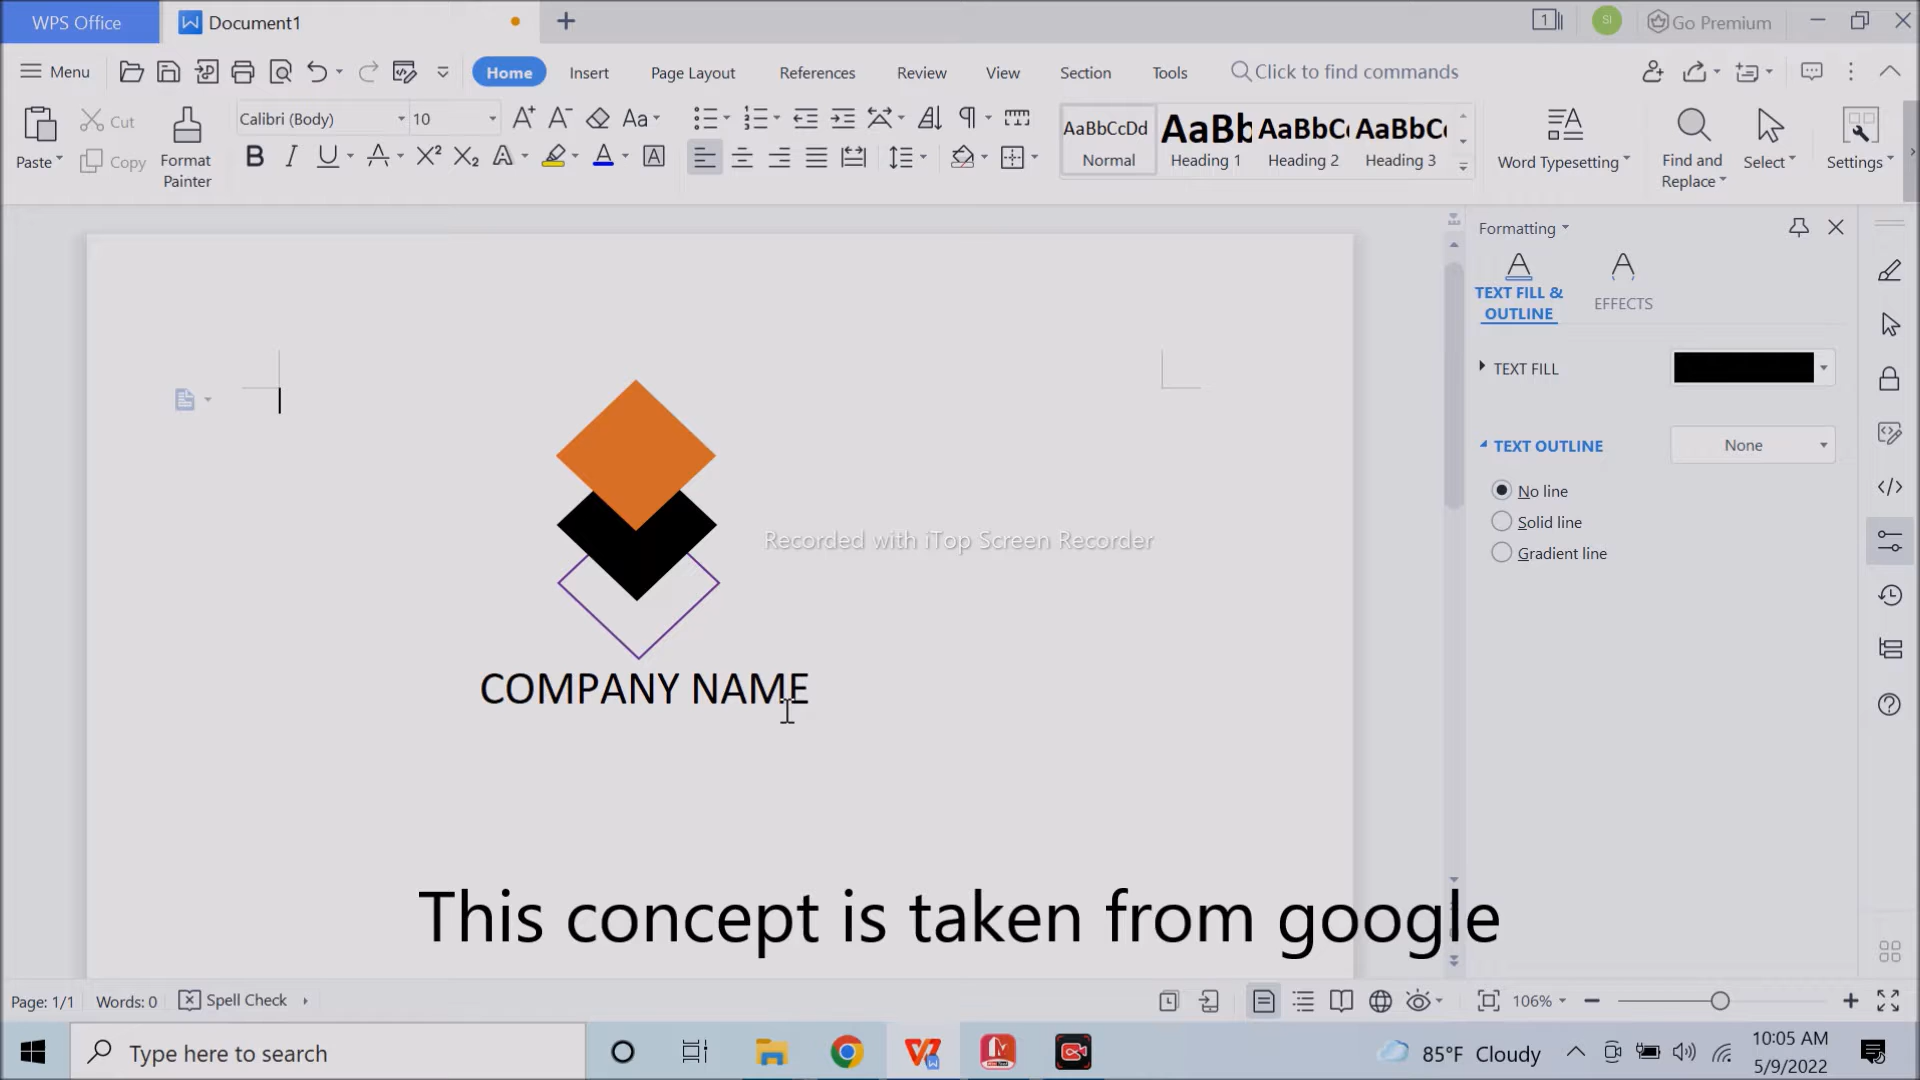 WPS Office
Document1
1
SI
Go Premium
Menu
Home
Insert
Page Layout
References
Review
View
Section
Tools
Click to find commands
Paste
Cut
Copy
Format
Painter
Calibri (Body)
10
AaBbCcDd
Normal
AaBb
Heading 1
AaBbC
Heading 2
AaBbC
Heading 3
Word Typesetting
Find and
Replace
Select
Settings
Formatting
TEXT FILL &
OUTLINE
EFFECTS
TEXT FILL
TEXT OUTLINE
None
No line
Solid line
Gradient line
Recorded with iTop Screen Recorder
COMPANY NAME
This concept is taken from google
Page: 1/1
Words: 0
Spell Check
106%
Type here to search
85°F Cloudy
10:05 AM
5/9/2022